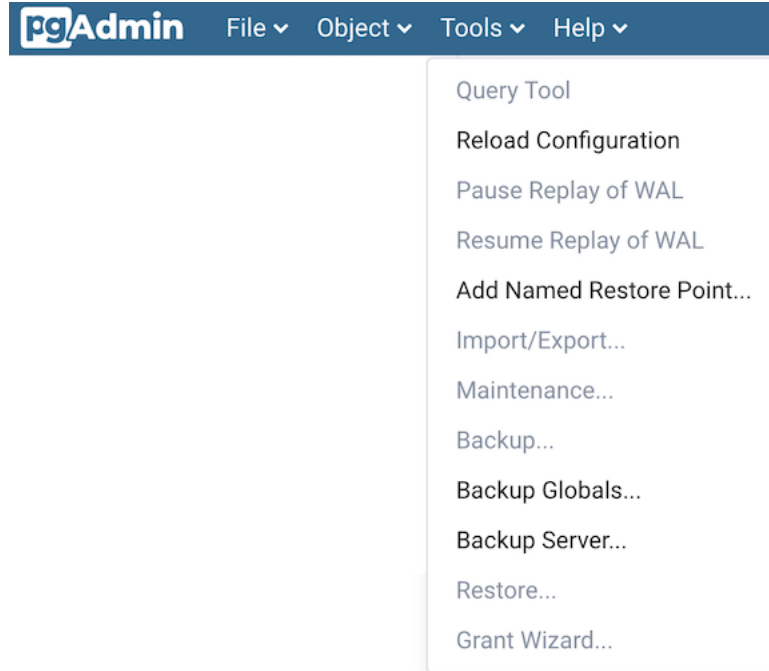 pgAdmin File Object Tools Help
Query Tool
Reload Configuration
Pause Replay of WAL
Resume Replay of WAL
Add Named Restore Point...
Import/Export...
Maintenance...
Backup...
Backup Globals...
Backup Server...
Restore...
Grant Wizard...